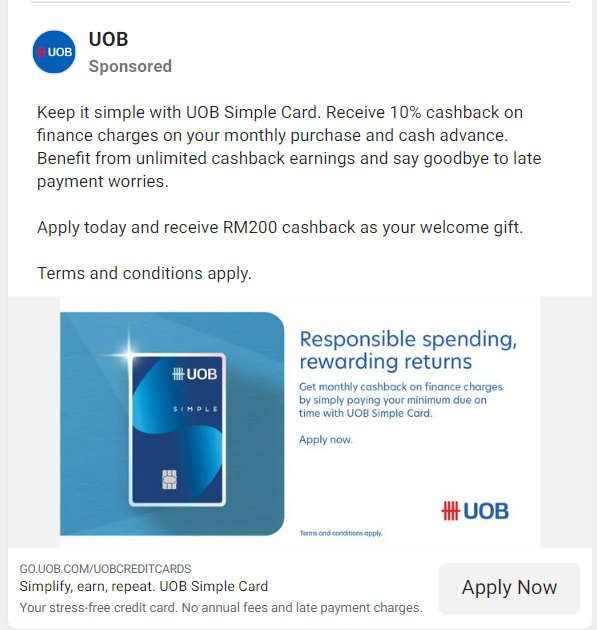 UOB
UOB
Sponsored
Keep it simple with UOB Simple Card. Receive 10% cashback on
finance charges on your monthly purchase and cash advance.
Benefit from unlimited cashback earnings and say goodbye to late
payment worries.
Apply today and receive RM200 cashback as your welcome gift.
Terms and conditions apply.
UOB
SIMPLE
Responsible spending,
rewarding returns
Get monthly cashback on finance charges
by simply paying your minimum due on
time with UOB Simple Card.
Apply now.
UOB
Terms and conditions apply.
GO.UOB.COM/UOBCREDITCARDS
Simplify, earn, repeat. UOB Simple Card
Your stress-free credit card. No annual fees and late payment charges.
Apply Now